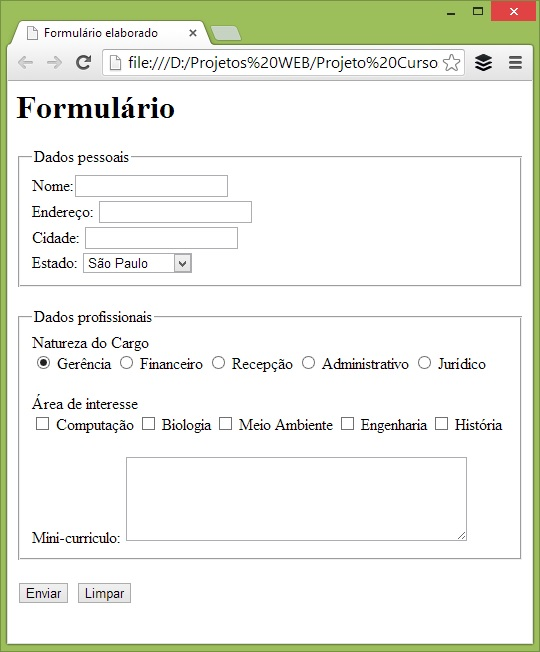 Formulário elaborado
file:///D:/Projetos%20WEB/Projeto%20Curso
Formulário
Dados pessoais
Nome:
Endereço:
Cidade:
Estado: São Paulo
Dados profissionais
Natureza do Cargo
Gerência Financeiro Recepção Administrativo Jurídico
Área de interesse
Computação Biologia Meio Ambiente Engenharia História
Mini-curriculo:
Enviar Limpar